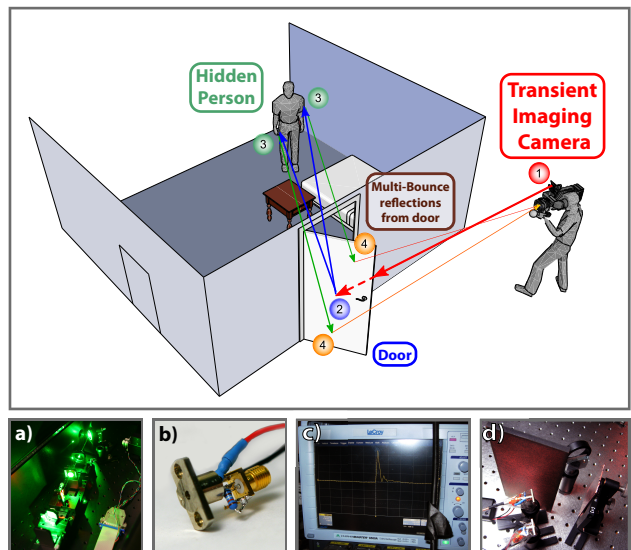 Hidden
Person
3
3
Transient
Imaging
Camera
1
Multi-Bounce
reflections
from door
4
2
4
Door
a)
b)
c)
LeCroy
d)